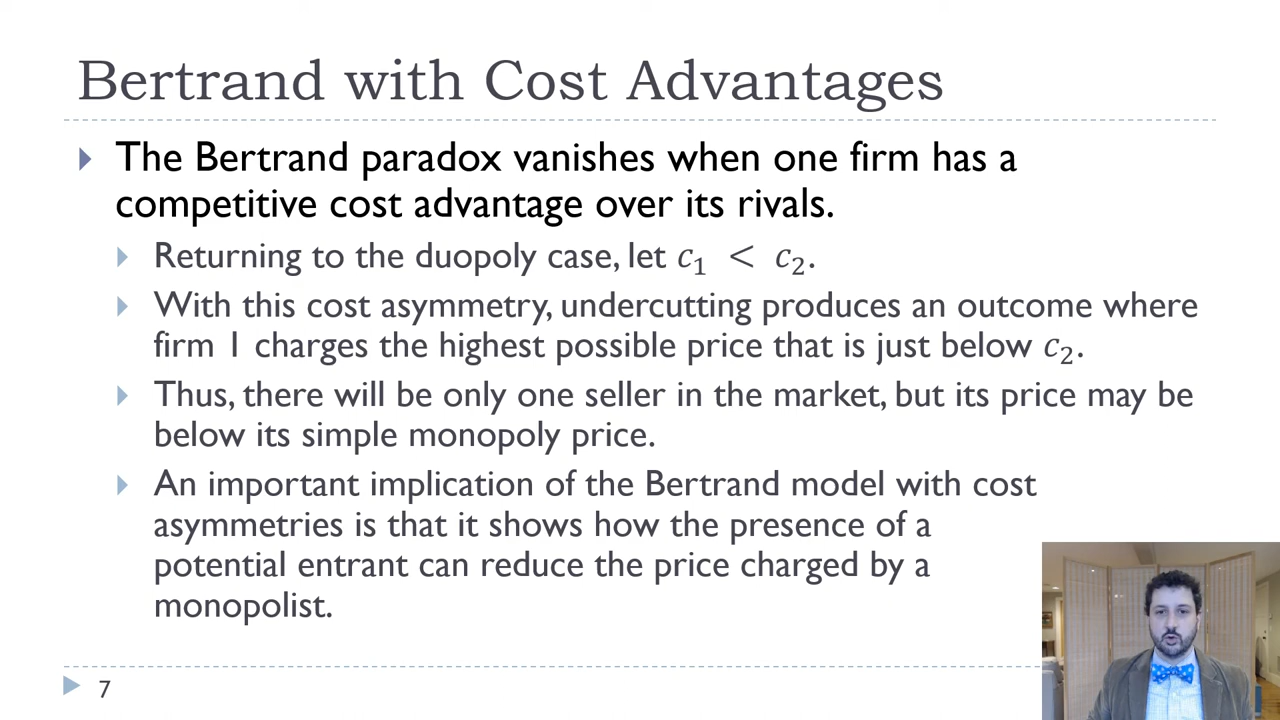 Bertrand with Cost Advantages
The Bertrand paradox vanishes when one firm has a
competitive cost advantage over its rivals.
Returning to the duopoly case, let c₁ < c₂.
With this cost asymmetry, undercutting produces an outcome where
firm 1 charges the highest possible price that is just below c₂.
Thus, there will be only one seller in the market, but its price may be
below its simple monopoly price.
An important implication of the Bertrand model with cost
asymmetries is that it shows how the presence of a
potential entrant can reduce the price charged by a
monopolist.
7